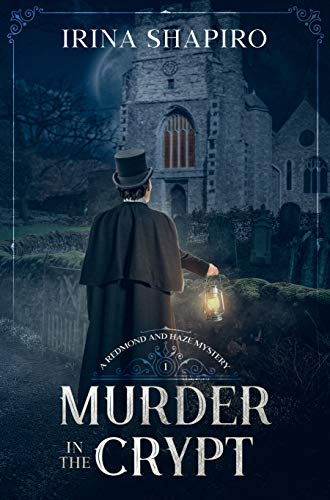 IRINA SHAPIRO
A REDMOND AND HAZE MYSTERY
1
MURDER
IN THE
CRYPT